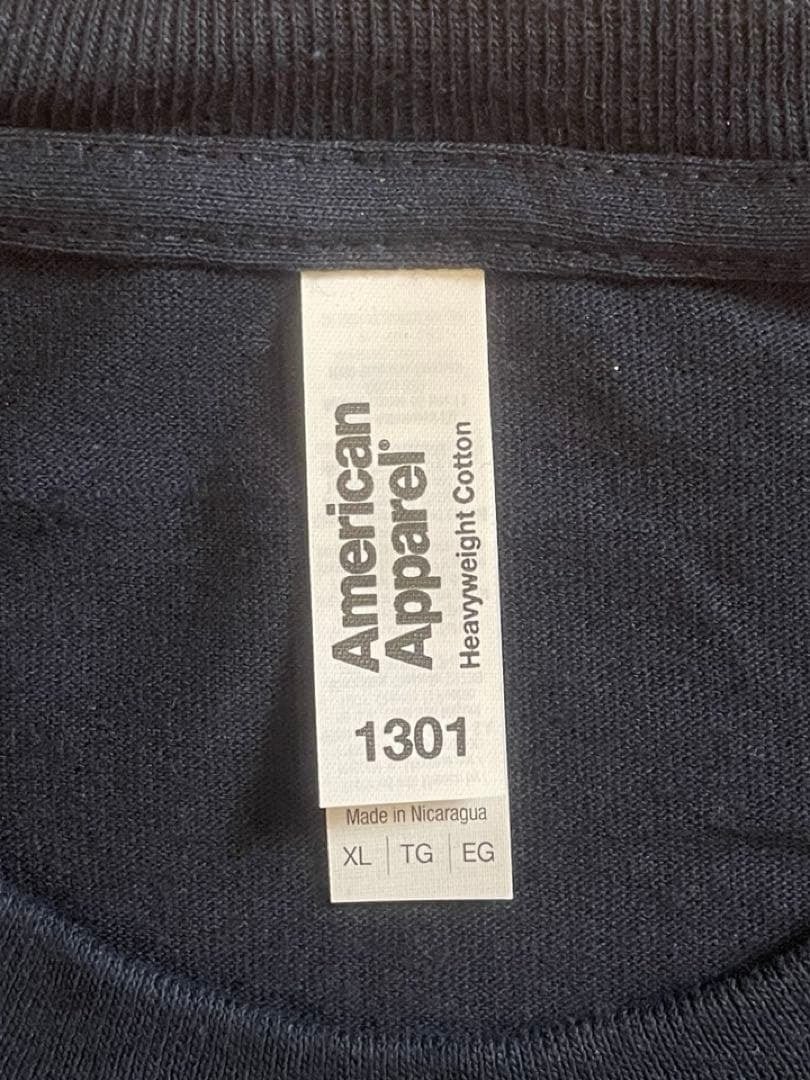 American
Apparel®
Heavyweight Cotton
1301
Made in Nicaragua
XL | TG | EG